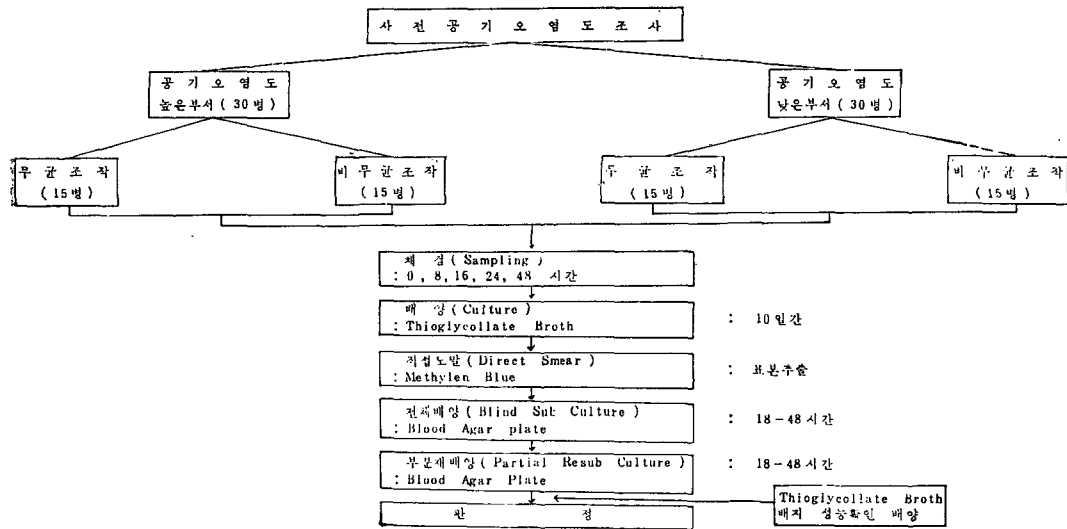 사 전 공 기 오 염 도 조 사
공 기 오 염 도
높은부서 ( 30 병 )
공 기 오 염 도
낮은부서 ( 30 병 )
무 균 조 작
( 15 병 )
비 무 균 조 작
( 15 병 )
무 균 조 작
( 15 병 )
비 무 균 조 작
( 15 병 )
( Sampling )
: 0 , 8 , 16 , 24 , 48 시간
배 양 ( Culture )
: Thioglycollate Broth
: 10 일간
직접도말 ( Direct Smear )
: Methylen Blue
: 표본추출
전체배양 ( Blind Sub Culture )
: Blood Agar plate
: 18 - 48 시간
부분재배양 ( Partial Resub Culture )
: Blood Agar Plate
: 18 - 48 시간
Thioglycollate Broth
배지 성능확인 배양
판 정